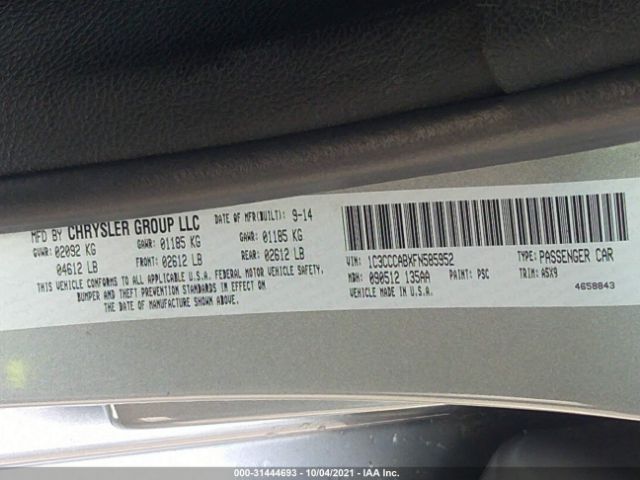 MFD BY CHRYSLER GROUP LLC DATE OF MFR(BUILT): 9-14
GVWR: 02092 KG GAWR: 01185 KG GAWR: 01185 KG
04612 LB FRONT: 02612 LB REAR: 02612 LB
THIS VEHICLE CONFORMS TO ALL APPLICABLE U.S.A. FEDERAL MOTOR VEHICLE SAFETY,
BUMPER AND THEFT PREVENTION STANDARDS IN EFFECT ON
THE DATE OF MANUFACTURE SHOWN ABOVE.
VIN: 1C3CCCABXFN585952 TYPE: PASSENGER CAR
MDH: 090512 135AA PAINT: PSC TRIM: A5X9
VEHICLE MADE IN U.S.A. 4658843
000-31444693 - 10/04/2021 - IAA Inc.